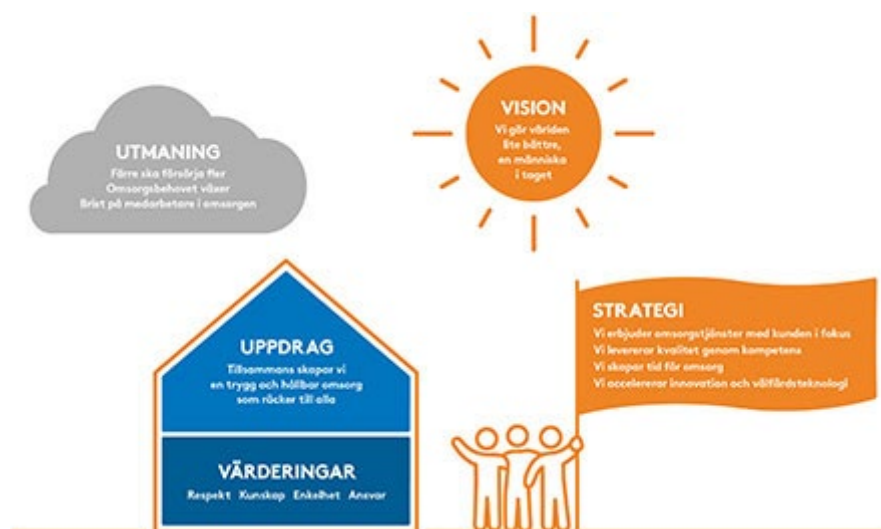 UTMANING
Färre ska försörja fler
Omsorgsbehovet växer
Brist på medarbetare i omsorgen
VISION
Vi gör världen
lite bättre,
en människa
i taget
UPPDRAG
Tillsammans skapar vi
en trygg och hållbar omsorg
som räcker till alla
VÄRDERINGAR
Respekt Kunskap Enkelhet Ansvar
STRATEGI
Vi erbjuder omsorgstjänster med kunden i fokus
Vi levererar kvalitet genom kompetens
Vi skapar tid för omsorg
Vi accelererar innovation och välfärdsteknologi